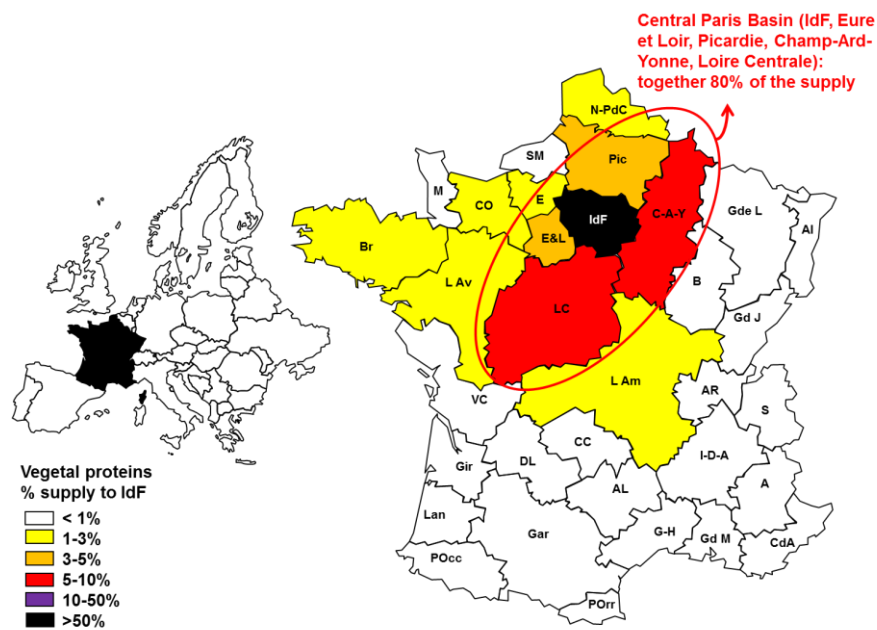 Central Paris Basin (IdF, Eure
et Loir, Picardie, Champ-Ard-
Yonne, Loire Centrale):
together 80% of the supply
N-PdC
SM
Pic
M
CO
E
IdF
C-A-Y
Gde L
Al
Br
E&L
L Av
B
LC
Gd J
L Am
AR
VC
S
CC
DL
I-D-A
Gir
AL
A
Lan
Gar
G-H
Gd M
CdA
POcc
POrr
Vegetal proteins
% supply to IdF
< 1%
1-3%
3-5%
5-10%
10-50%
>50%